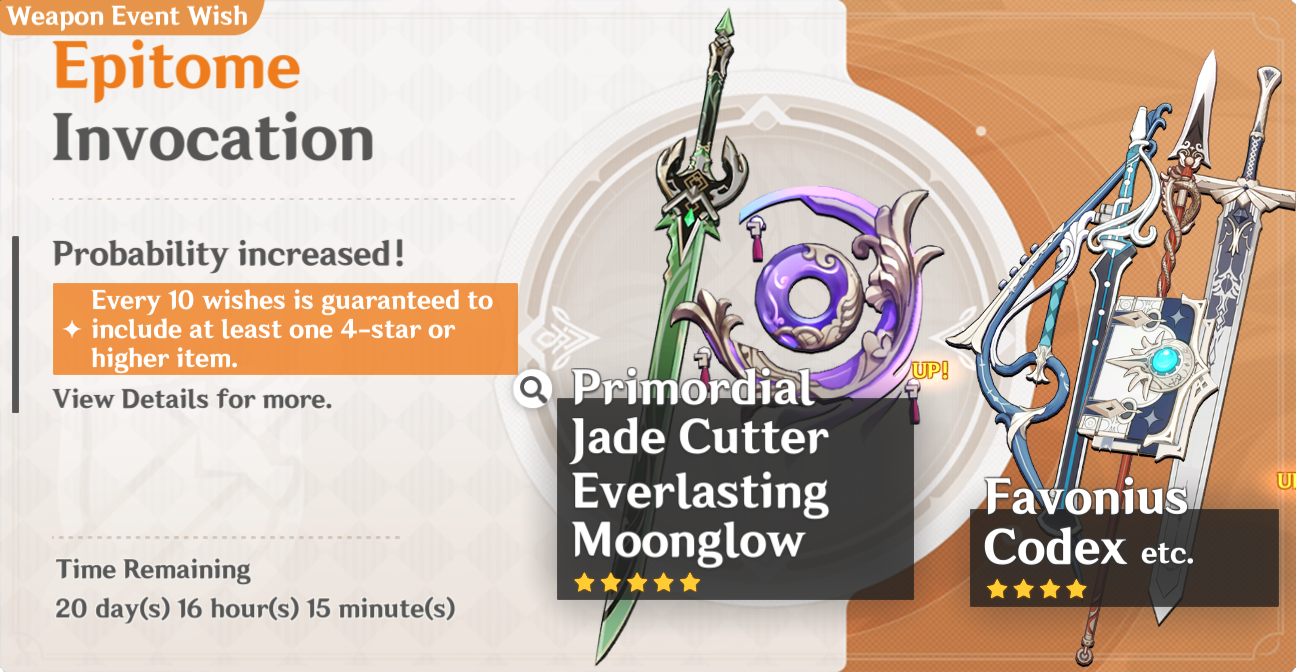 Weapon Event Wish
Epitome
Invocation
Probability increased!
Every 10 wishes is guaranteed to
include at least one 4-star or
higher item.
View Details for more.
Time Remaining
20 day(s) 16 hour(s) 15 minute(s)
UP!
Primordial
Jade Cutter
Everlasting
Moonglow
Favonius
Codex etc.